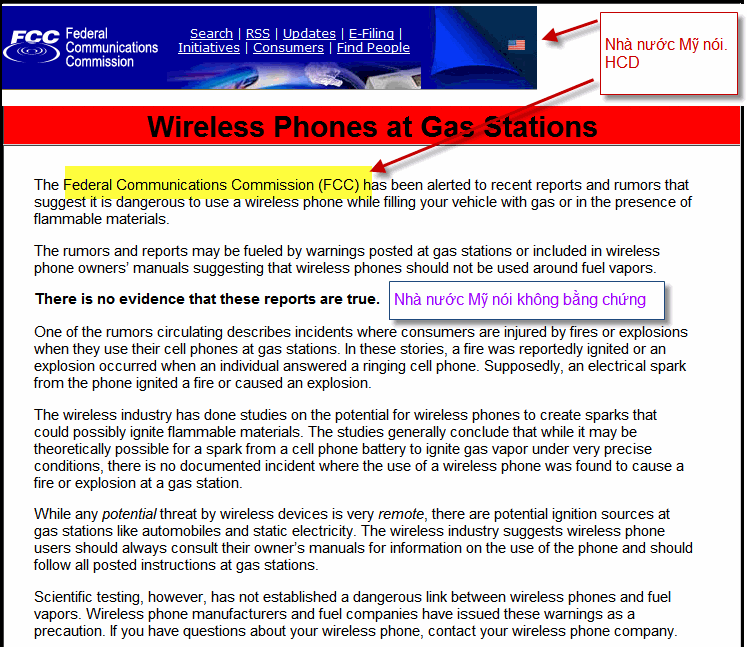 FCC Federal
Communications
Commission
Search | RSS | Updates | E-Filing |
Initiatives | Consumers | Find People
Nhà nước Mỹ nói.
HCD
Wireless Phones at Gas Stations
The Federal Communications Commission (FCC) has been alerted to recent reports and rumors that
suggest it is dangerous to use a wireless phone while filling your vehicle with gas or in the presence of
flammable materials.
The rumors and reports may be fueled by warnings posted at gas stations or included in wireless
phone owners' manuals suggesting that wireless phones should not be used around fuel vapors.
There is no evidence that these reports are true.
Nhà nước Mỹ nói không bằng chứng
One of the rumors circulating describes incidents where consumers are injured by fires or explosions
when they use their cell phones at gas stations. In these stories, a fire was reportedly ignited or an
explosion occurred when an individual answered a ringing cell phone. Supposedly, an electrical spark
from the phone ignited a fire or caused an explosion.
The wireless industry has done studies on the potential for wireless phones to create sparks that
could possibly ignite flammable materials. The studies generally conclude that while it may be
theoretically possible for a spark from a cell phone battery to ignite gas vapor under very precise
conditions, there is no documented incident where the use of a wireless phone was found to cause a
fire or explosion at a gas station.
While any potential threat by wireless devices is very remote, there are potential ignition sources at
gas stations like automobiles and static electricity. The wireless industry suggests wireless phone
users should always consult their owner's manuals for information on the use of the phone and should
follow all posted instructions at gas stations.
Scientific testing, however, has not established a dangerous link between wireless phones and fuel
vapors. Wireless phone manufacturers and fuel companies have issued these warnings as a
precaution. If you have questions about your wireless phone, contact your wireless phone company.